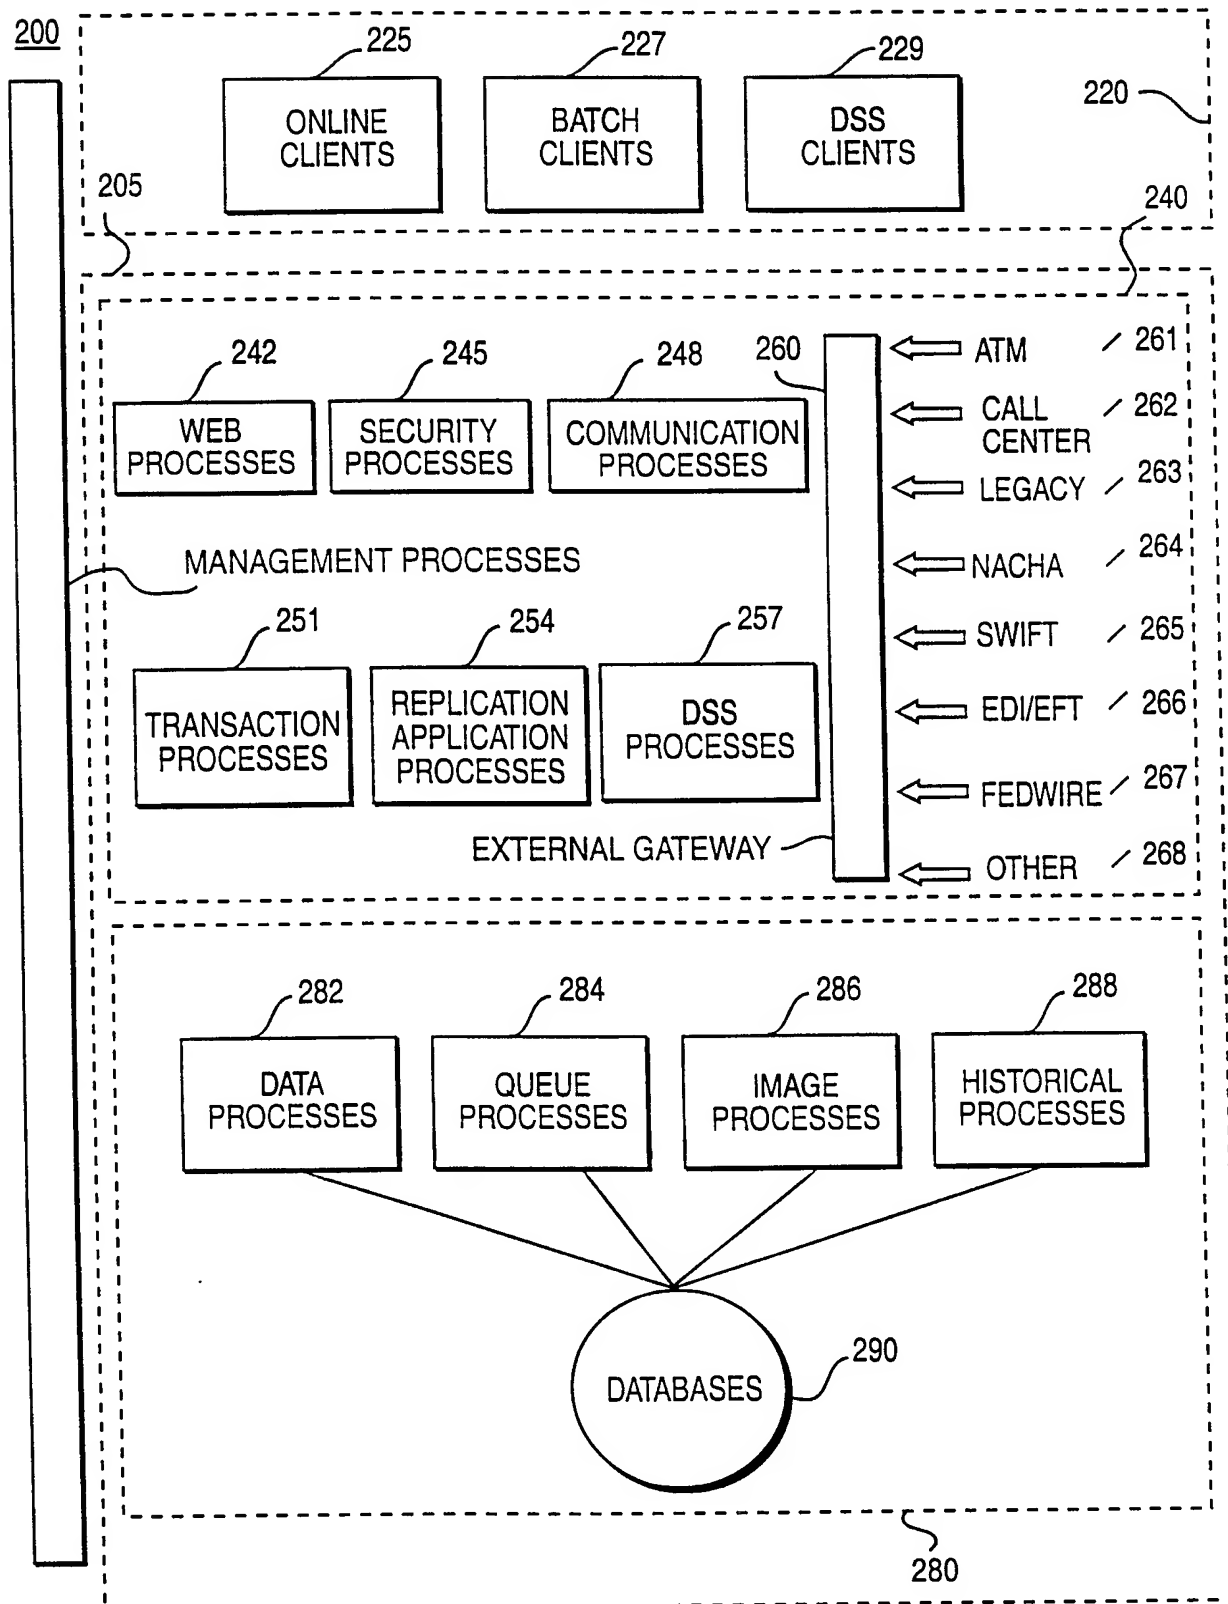 200
225
227
229
220
ONLINE
CLIENTS
BATCH
CLIENTS
DSS
CLIENTS
205
240
242
245
248
260
WEB
PROCESSES
SECURITY
PROCESSES
COMMUNICATION
PROCESSES
ATM
261
CALL
CENTER
262
LEGACY
263
NACHA
264
SWIFT
265
EDI/EFT
266
FEDWIRE
267
OTHER
268
MANAGEMENT PROCESSES
251
254
257
TRANSACTION
PROCESSES
REPLICATION
APPLICATION
PROCESSES
DSS
PROCESSES
EXTERNAL GATEWAY
282
284
286
288
DATA
PROCESSES
QUEUE
PROCESSES
IMAGE
PROCESSES
HISTORICAL
PROCESSES
DATABASES
290
280